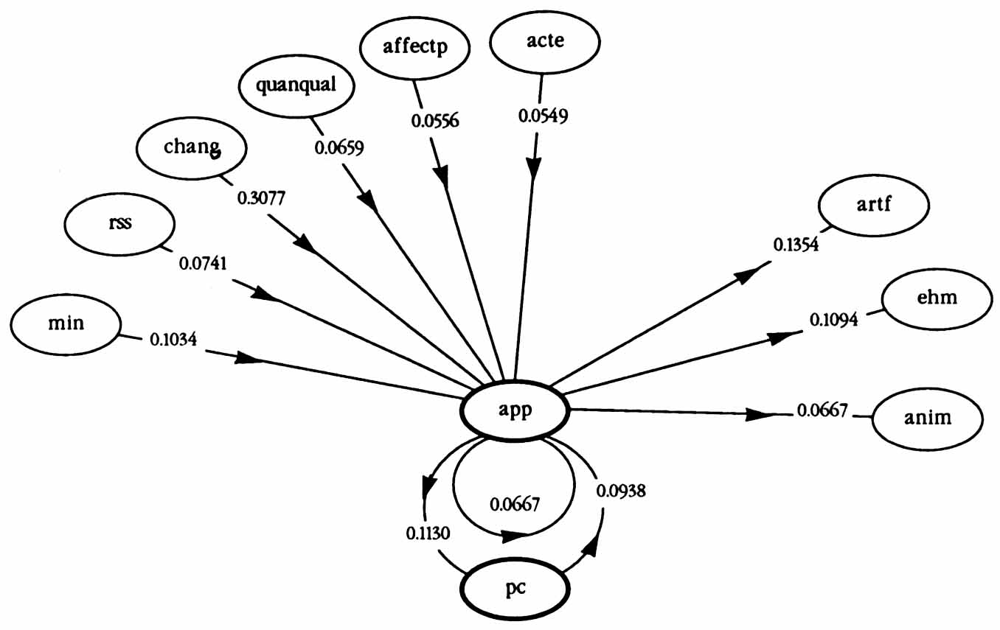 acte
affectp
quanqual
0.0549
0.0556
chang
0.0659
0.3077
artf
rss
0.1354
0.0741
ehm
min
0.1094
0.1034
app
0.0667
anim
0.0667
0.0938
0.1130
pc